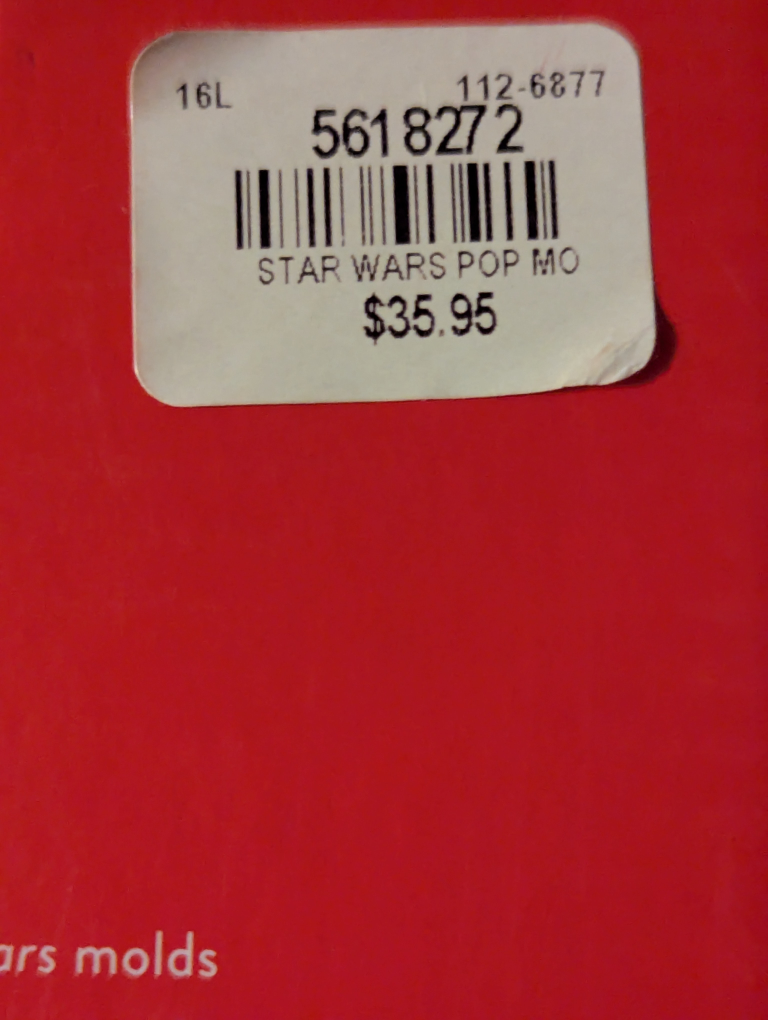 16L 112-6877
5618272
STAR WARS POP MO
$35.95
ars molds